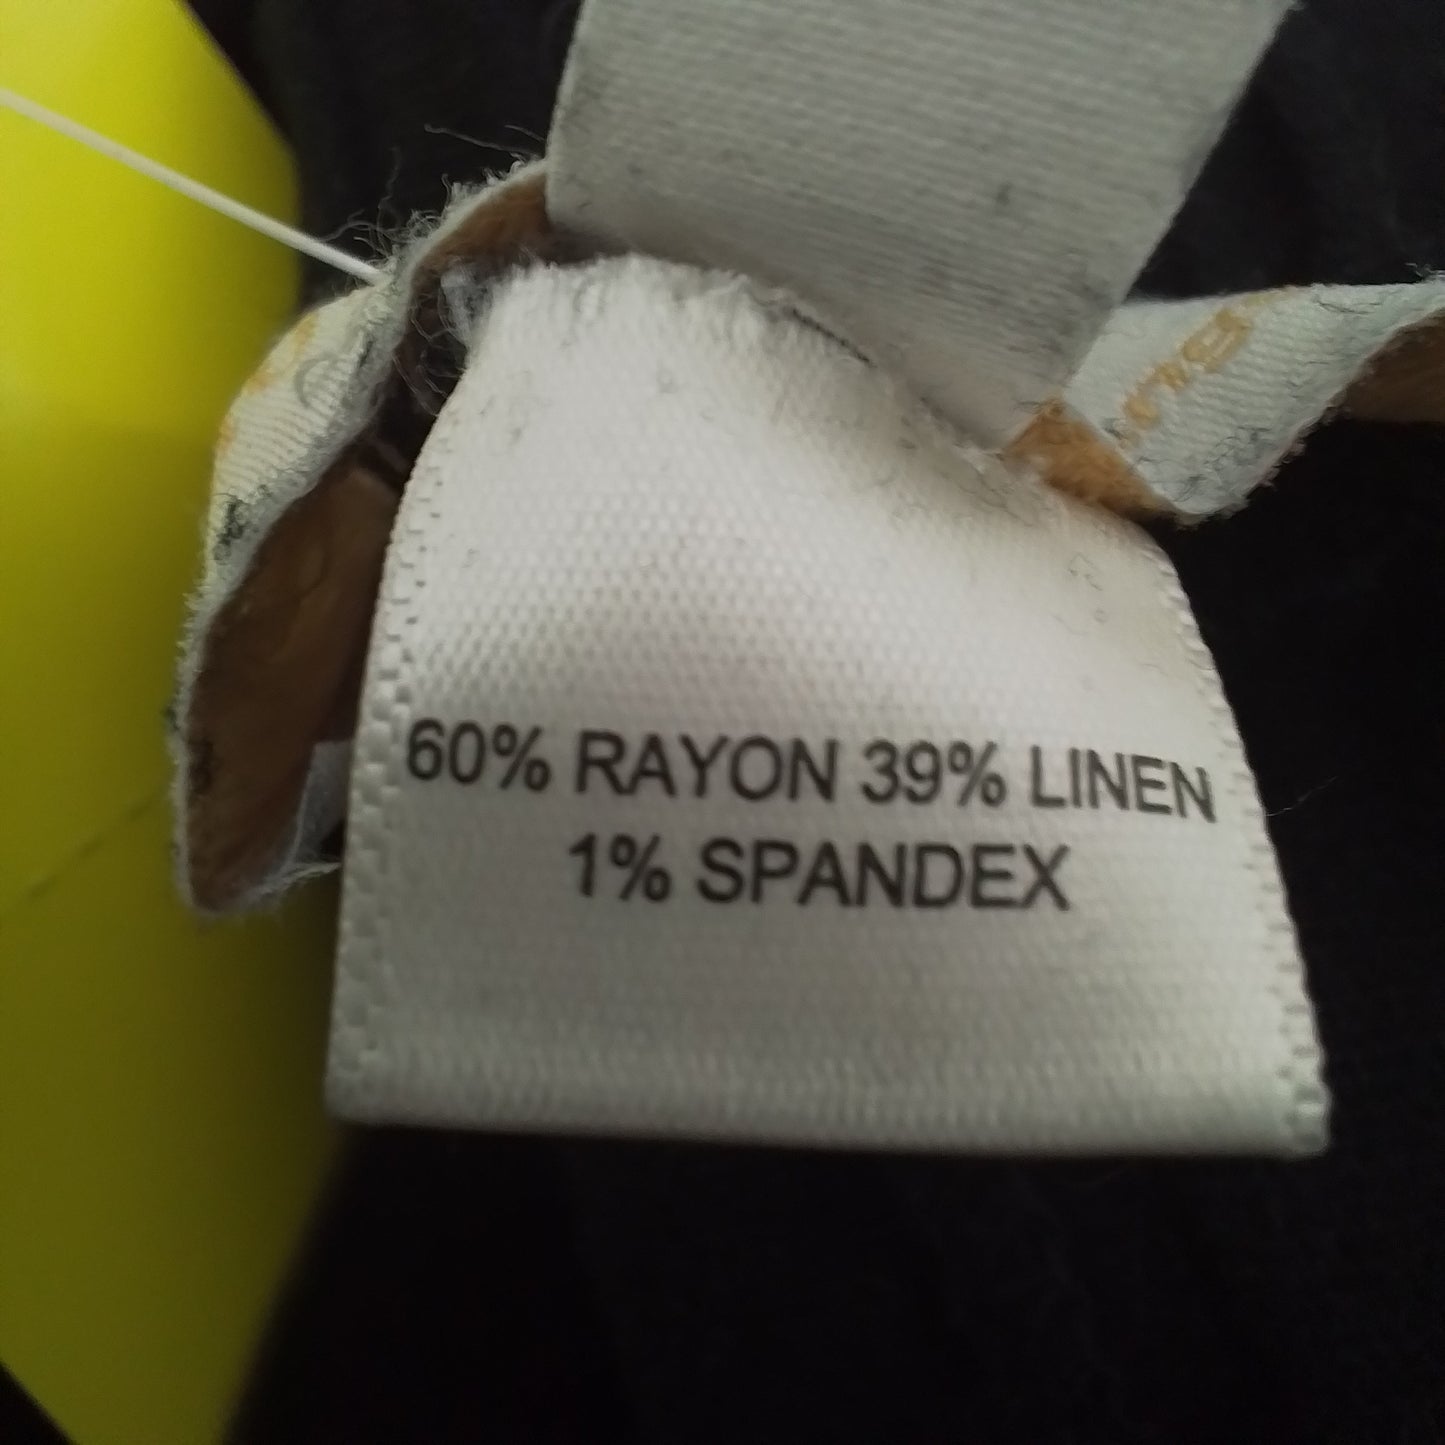 60% RAYON 39% LINEN
1% SPANDEX